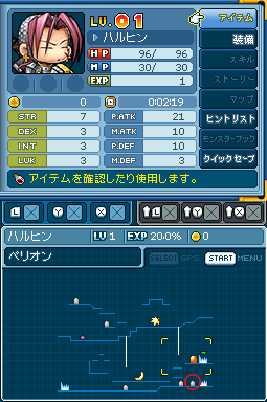 LV. 01 アイテム
ハルヒン 装備
HP 96/ 96 スキル
MP 30/ 30 ストーリー
EXP 1 マップ
0 0:02:19 ヒントリスト
STR 7 P.ATK 21 モンスターブック
DEX 3 M.ATK 10 クイックセーブ
INT 3 P.DEF 10
LUK 3 M.DEF 3
アイテムを確認したり使用します。
L Y X L Y X
ハルヒン LV 1 EXP 20.0% 0
ペリオン SELECT GPS START MENU